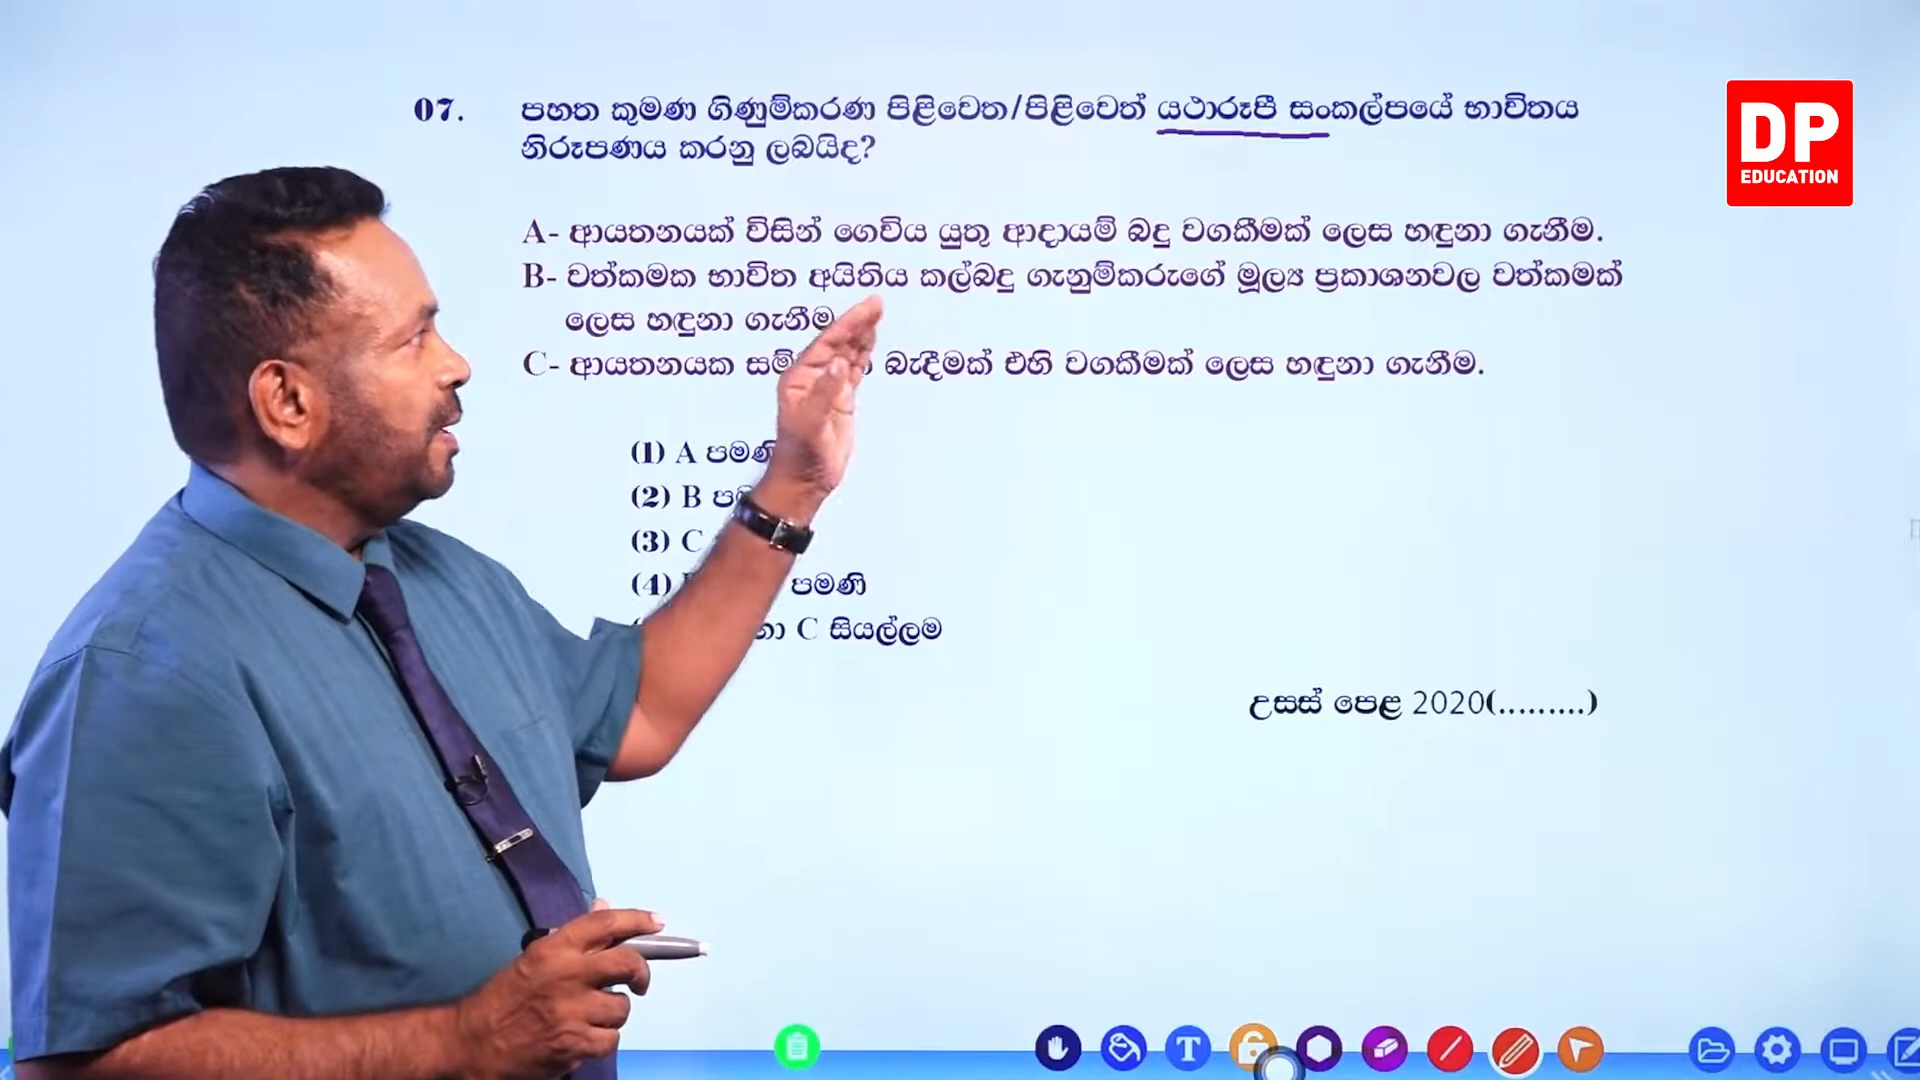 DP
EDUCATION
07. පහත කුමණ ගිණුම්කරණ පිළිවෙත/පිළිවෙත් යථාරූපී සංකල්පයේ භාවිතය
නිරූපණය කරනු ලබයිද?
A- ආයතනයක් විසින් ගෙවිය යුතු ආදායම් බදු වගකීමක් ලෙස හඳුනා ගැනීම.
B- වත්කමක භාවිත අයිතිය කල්බදු ගැනුම්කරුගේ මූල්‍ය ප්‍රකාශනවල වත්කමක්
ලෙස හඳුනා ගැනීම
C- ආයතනයක බැඳීමක් එහි වගකීමක් ලෙස හඳුනා ගැනීම.
(1) A පමණි
(2) B
(3) C
(4) පමණි
C සියල්ලම
උසස් පෙළ 2020(.........)